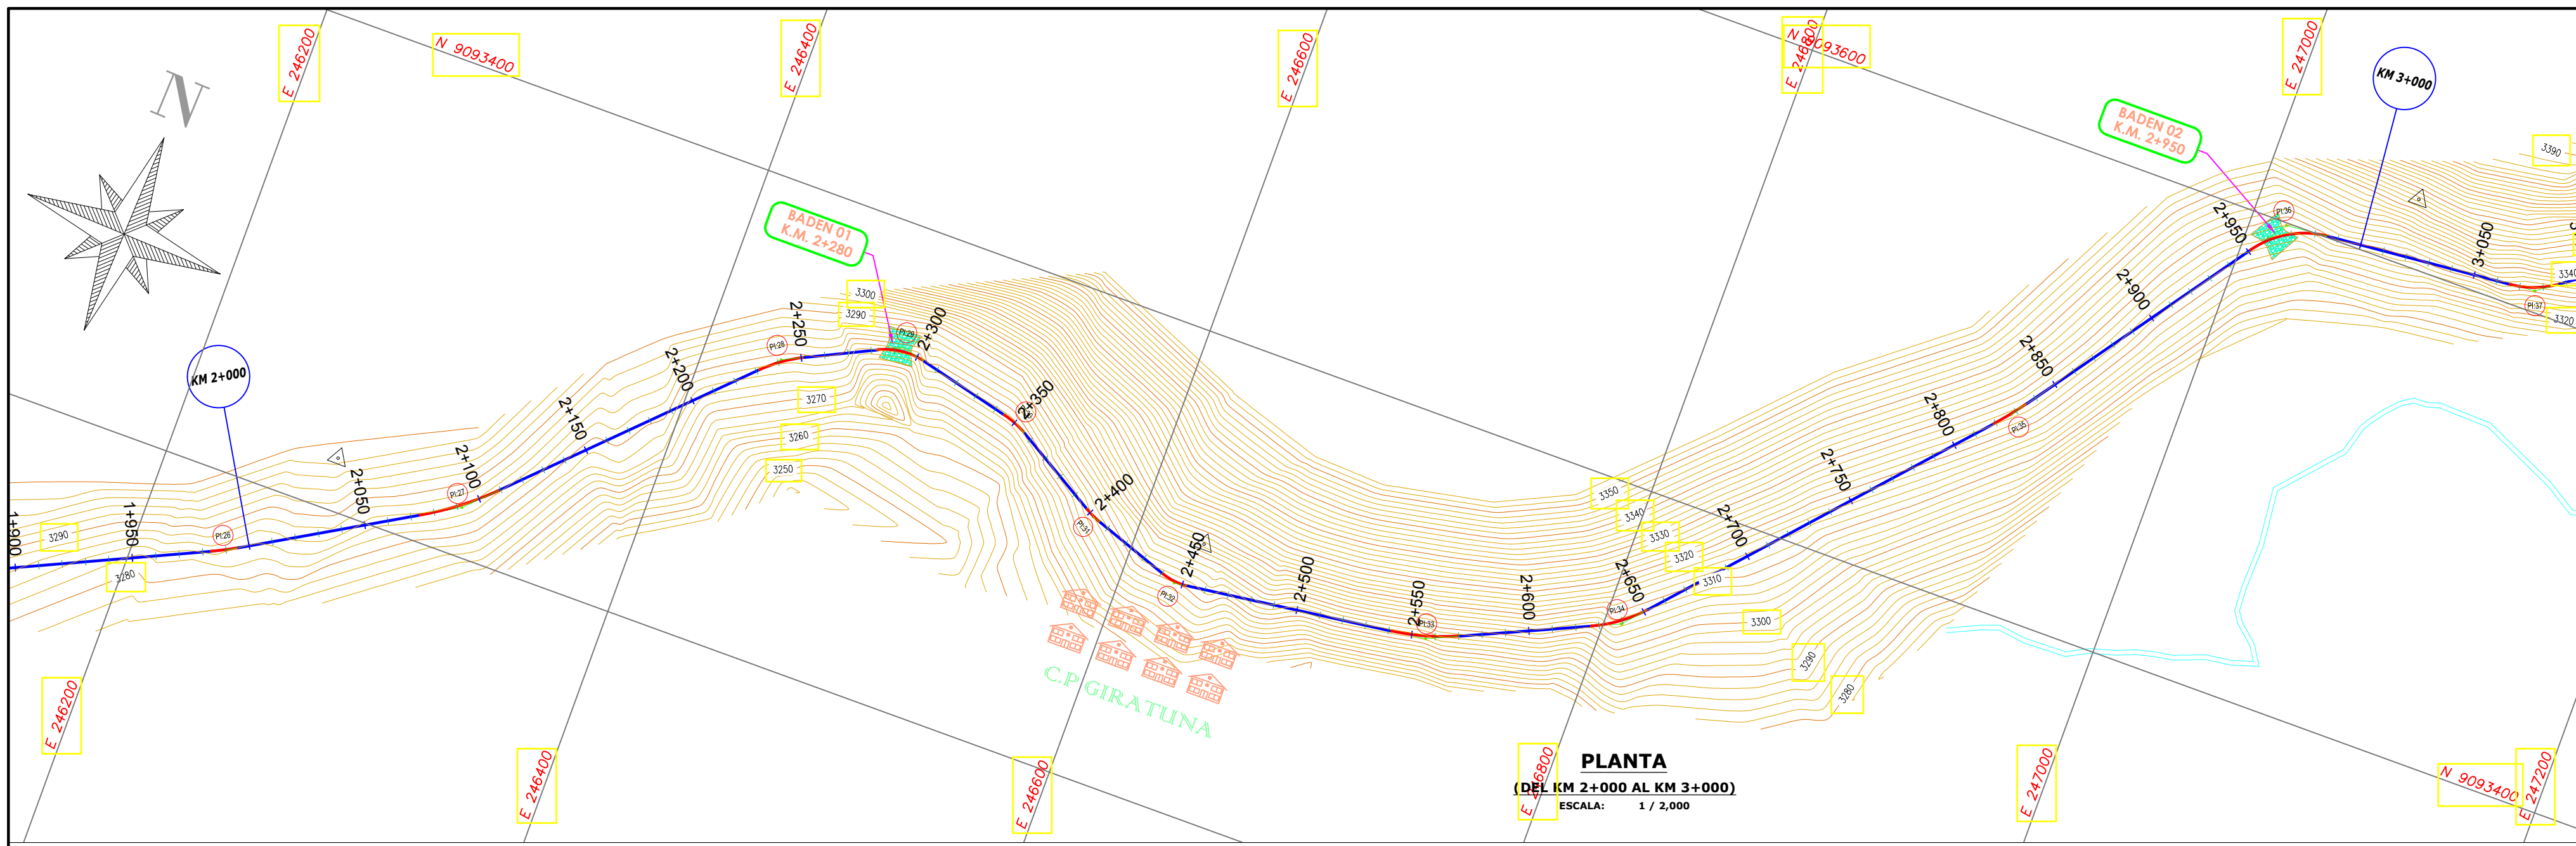 E 246200
N 9093400
E 246400
E 246600
E 246800
N 9093600
E 247000
KM 3+000
N
BADEN 02
K.M. 2+950
3390
BADEN 01
K.M. 2+280
3300
3290
PI:36
2+950
3+050
3340
PI:37
3320
2+900
2+850
2+800
PI:35
2+750
2+700
KM 2+000
2+250
PI:28
PI:29
2+300
2+200
2+350
2+150
3270
3260
3250
2+400
PI:31
2+100
PI:27
2+050
1+950
1+900
PI:26
3290
3280
2+450
PI:32
2+500
2+550
PI:33
2+600
2+650
PI:34
3350
3340
3330
3320
3310
3300
3290
3280
C.P GIRATUNA
E 246200
E 246400
E 246600
E 246800
E 247000
N 9093400
E 247200
PLANTA
(DEL KM 2+000 AL KM 3+000)
ESCALA: 1 / 2,000